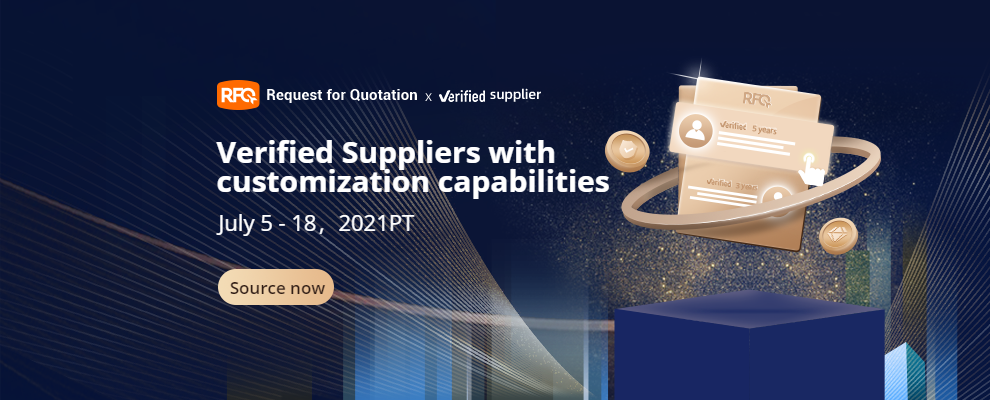 RFQ Request for Quotation x Verified supplier
Verified Suppliers with
customization capabilities
July 5 - 18, 2021PT
Source now
RFQ
Verified 5 years
Verified 3 years